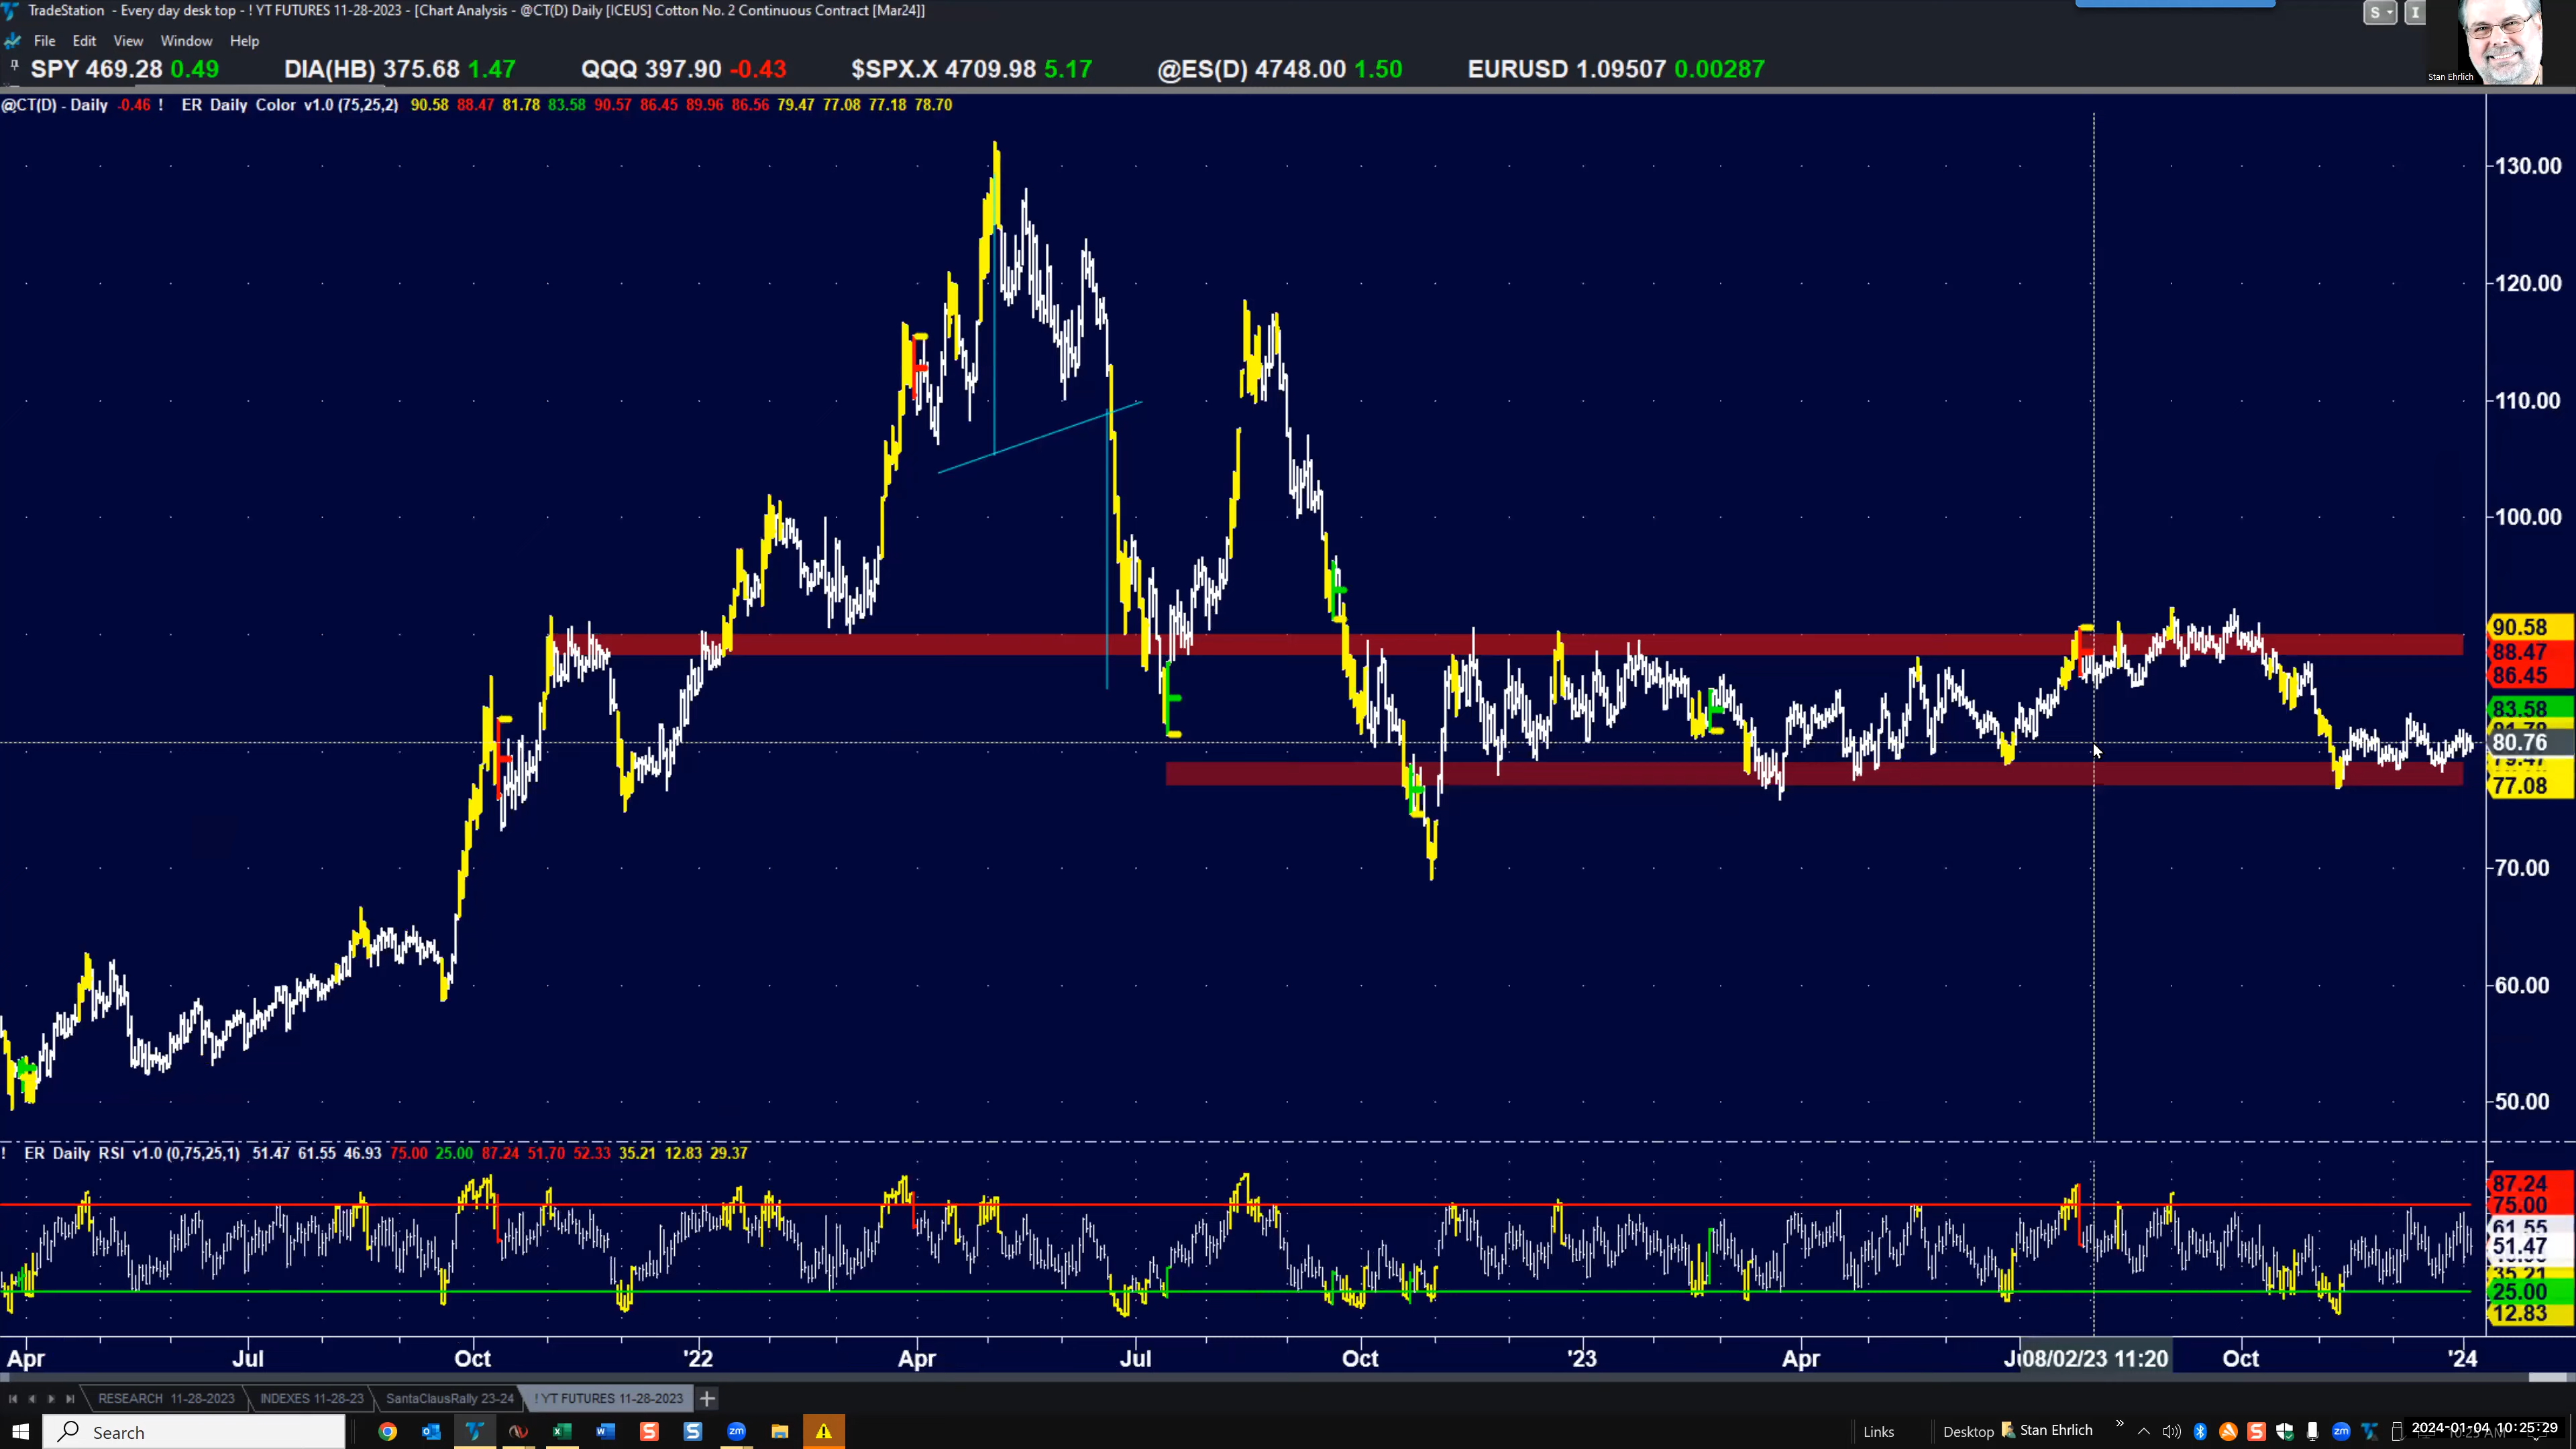 TradeStation - Every day desk top - ! YT FUTURES 11-28-2023 - [Chart Analysis - @CT(D) Daily [ICEUS] Cotton No. 2 Continuous Contract [Mar24]]
S I
File Edit View Window Help
SPY 469.28 0.49 DIA(HB) 375.68 1.47 QQQ 397.90 -0.43 $SPX.X 4709.98 5.17 @ES(D) 4748.00 1.50 EURUSD 1.09507 0.00287
Stan Ehrlich
@CT(D) - Daily -0.46 ! ER Daily Color v1.0 (75,25,2) 90.58 88.47 81.78 83.58 90.57 86.45 89.96 86.56 79.47 77.08 77.18 78.70
130.00
120.00
110.00
100.00
90.58
88.47
86.45
83.58
80.76
77.08
70.00
60.00
50.00
! ER Daily RSI v1.0 (0,75,25,1) 51.47 61.55 46.93 75.00 25.00 87.24 51.70 52.33 35.21 12.83 29.37
87.24
75.00
61.55
51.47
35.21
25.00
12.83
Apr Jul Oct '22 Apr Jul Oct '23 Apr 08/02/23 11:20 Oct '24
RESEARCH 11-28-2023 INDEXES 11-28-23 SantaClausRally 23-24 ! YT FUTURES 11-28-2023 +
Search Links Desktop Stan Ehrlich 2024-01-04 10:25:29